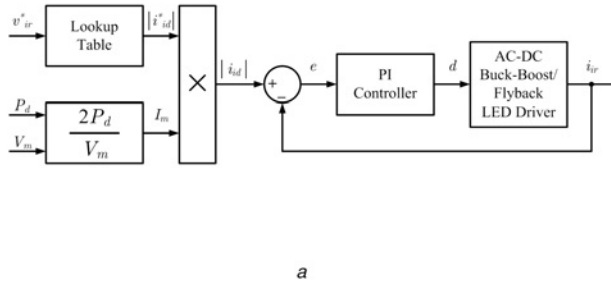 v*ir
Lookup
Table
|i*id|
Pd
Vm
2Pd
Vm
Im
×
|iid|
+
−
e
PI
Controller
d
AC-DC
Buck-Boost/
Flyback
LED Driver
iir
a